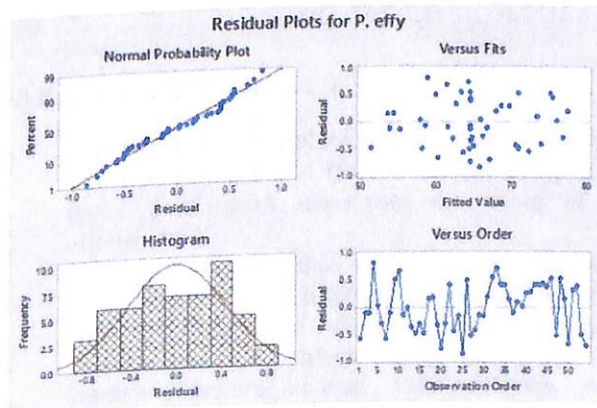 Residual Plots for P. effy
Normal Probability Plot
99
90
50
10
1
Percent
-1.0 -0.5 0.0 0.5 1.0
Residual
Versus Fits
1.0
0.5
0.0
-0.5
-1.0
Residual
50 60 70 80
Fitted Value
Histogram
10.0
7.5
5.0
2.5
0.0
Frequency
-0.8 -0.4 0.0 0.4 0.8
Residual
Versus Order
1.0
0.5
0.0
-0.5
-1.0
Residual
1 5 10 15 20 25 30 35 40 45 50
Observation Order